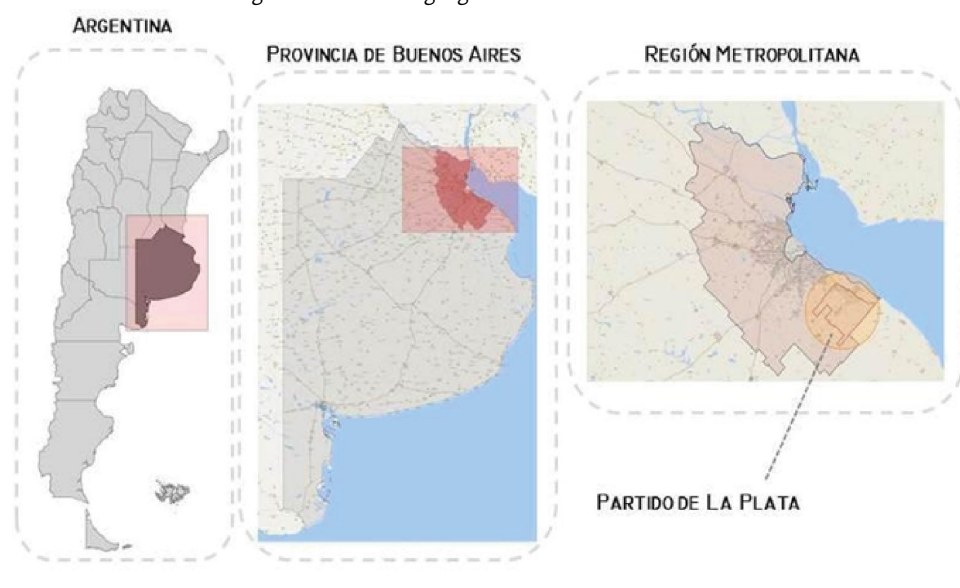 ARGENTINA
PROVINCIA DE BUENOS AIRES
REGIÓN METROPOLITANA
PARTIDO DE LA PLATA